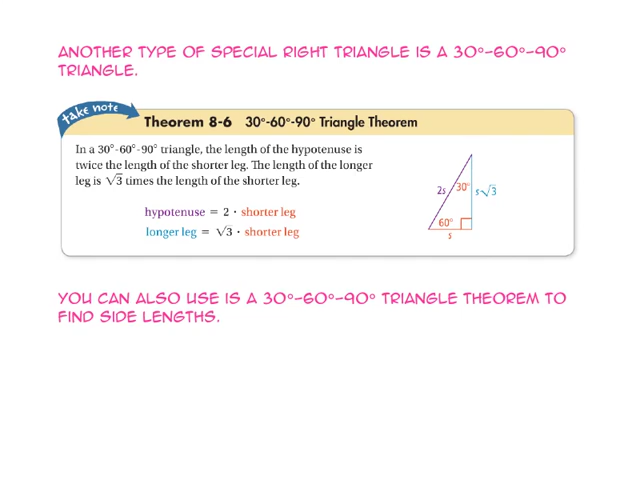 ANOTHER TYPE OF SPECIAL RIGHT TRIANGLE IS A 30°-60°-90°
TRIANGLE.
take note
Theorem 8-6 30°-60°-90° Triangle Theorem
In a 30°-60°-90° triangle, the length of the hypotenuse is
twice the length of the shorter leg. The length of the longer
leg is √3 times the length of the shorter leg.
hypotenuse = 2 · shorter leg
longer leg = √3 · shorter leg
2s 30° s√3
60°
s
YOU CAN ALSO USE IS A 30°-60°-90° TRIANGLE THEOREM TO
FIND SIDE LENGTHS.